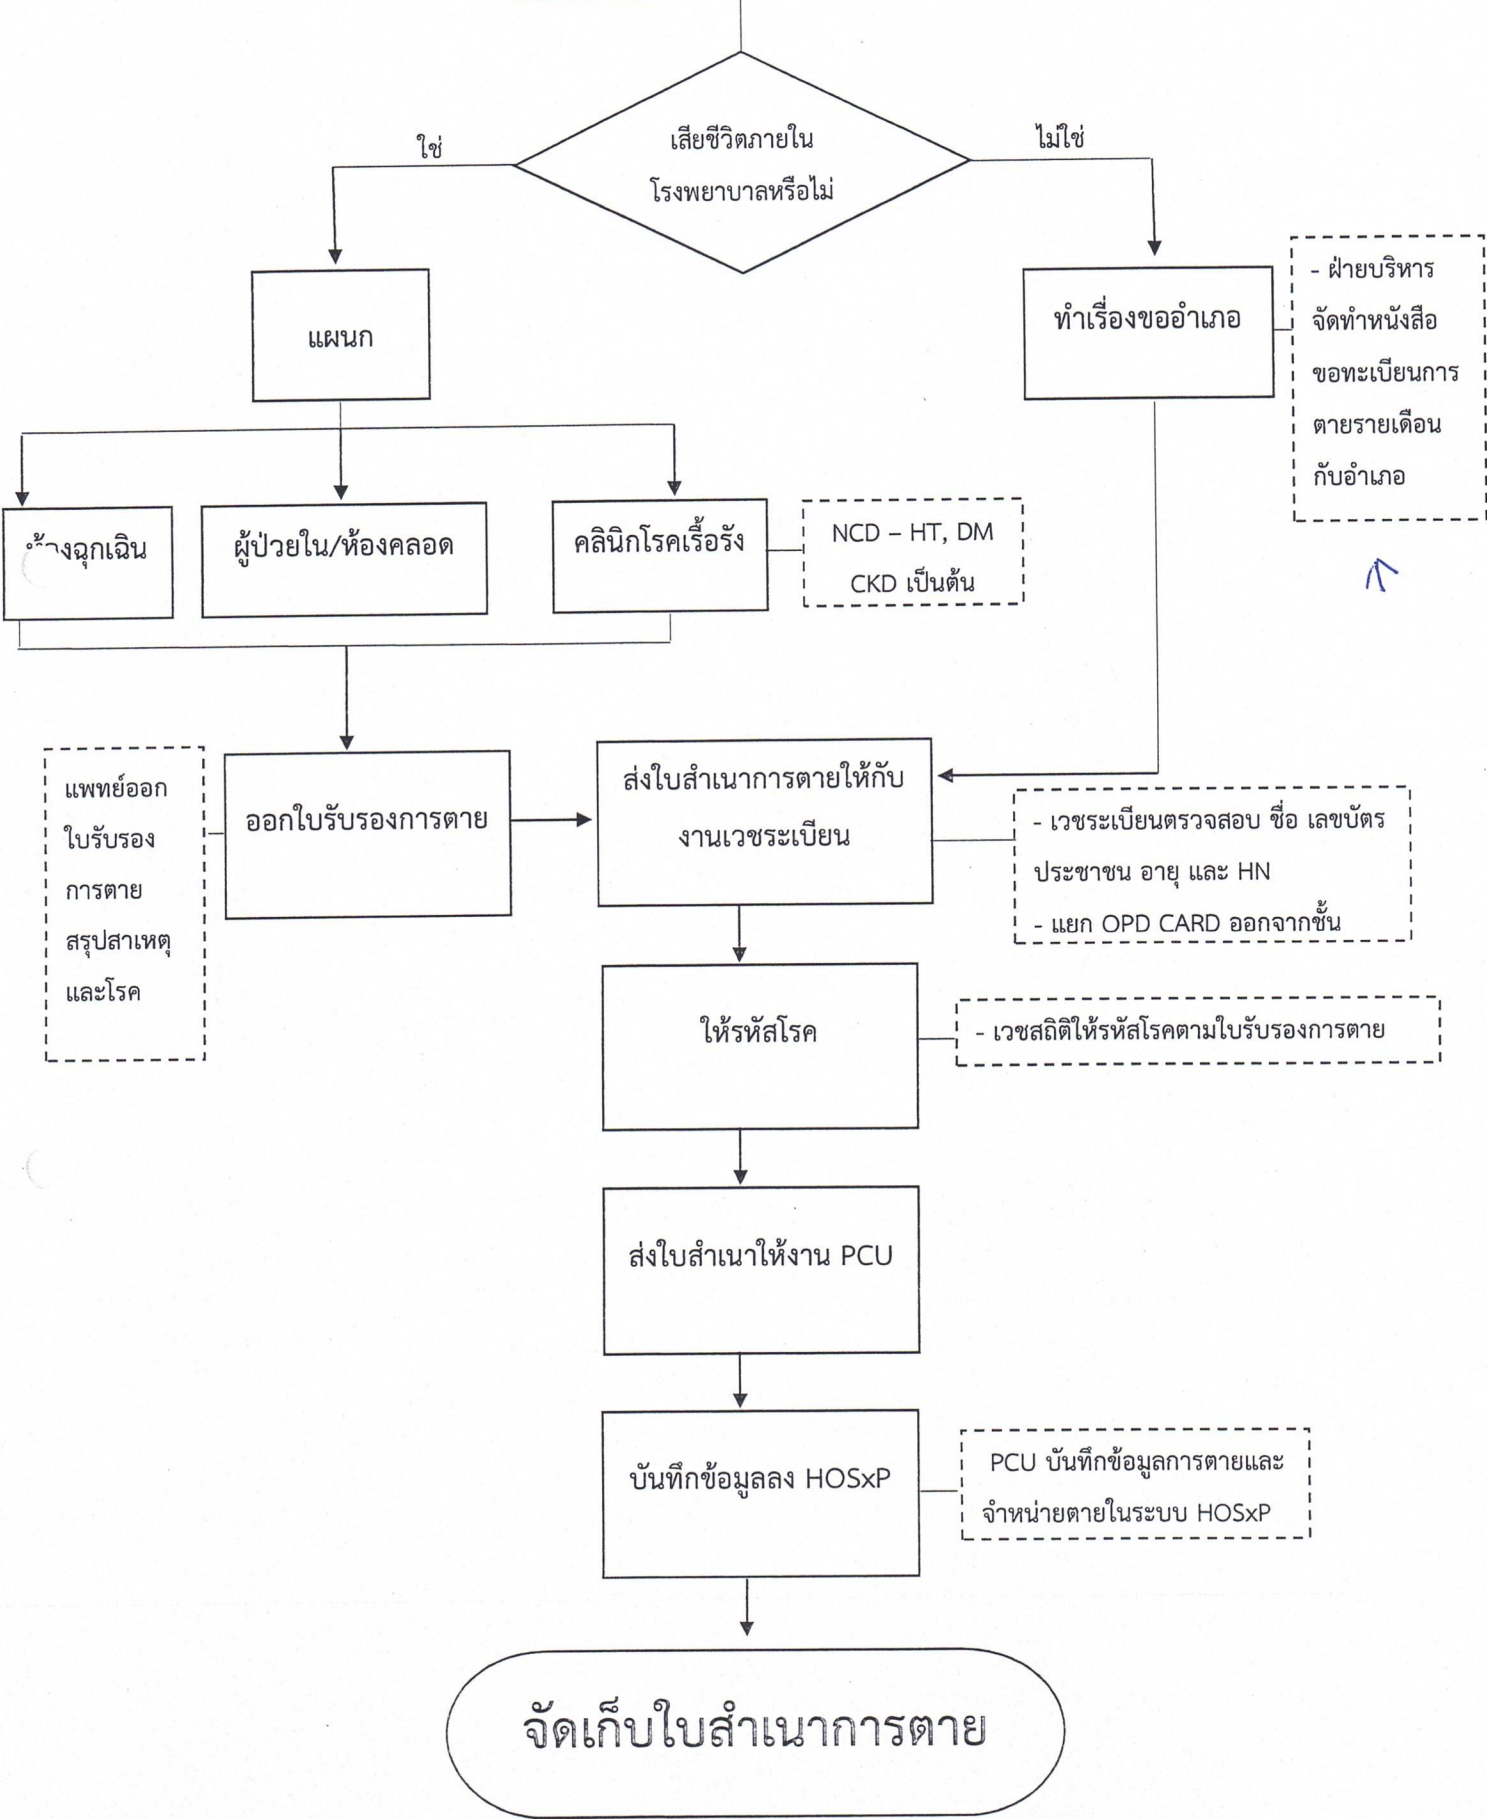 เสียชีวิตภายใน
โรงพยาบาลหรือไม่
ใช่
ไม่ใช่
แผนก
ทำเรื่องขออำเภอ
- ฝ่ายบริหาร
จัดทำหนังสือ
ขอทะเบียนการ
ตายรายเดือน
กับอำเภอ
ห้องฉุกเฉิน
ผู้ป่วยใน/ห้องคลอด
คลินิกโรคเรื้อรัง
NCD – HT, DM
CKD เป็นต้น
แพทย์ออก
ใบรับรอง
การตาย
สรุปสาเหตุ
และโรค
ออกใบรับรองการตาย
ส่งใบสำเนาการตายให้กับ
งานเวชระเบียน
- เวชระเบียนตรวจสอบ ชื่อ เลขบัตร
ประชาชน อายุ และ HN
- แยก OPD CARD ออกจากชั้น
ให้รหัสโรค
- เวชสถิติให้รหัสโรคตามใบรับรองการตาย
ส่งใบสำเนาให้งาน PCU
บันทึกข้อมูลลง HOSxP
PCU บันทึกข้อมูลการตายและ
จำหน่ายตายในระบบ HOSxP
จัดเก็บใบสำเนาการตาย